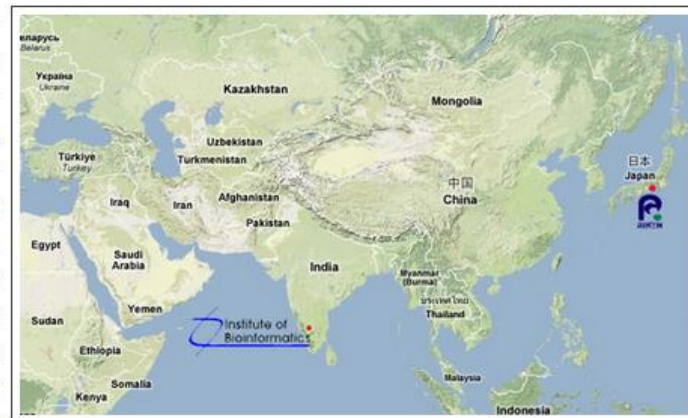 еларусь
Belarus
Україна
Ukraine
Kazakhstan
Mongolia
Uzbekistan
Türkiye
Turkey
Turkmenistan
日本
Japan
中国
China
Iraq
Iran
Afghanistan
Pakistan
RIKEN
Egypt
Saudi
Arabia
India
Myanmar
(Burma)
ประเทศไทย
Thailand
Yemen
Institute of
Bioinformatics
Sudan
Ethiopia
Somalia
Kenya
Malaysia
Indonesia